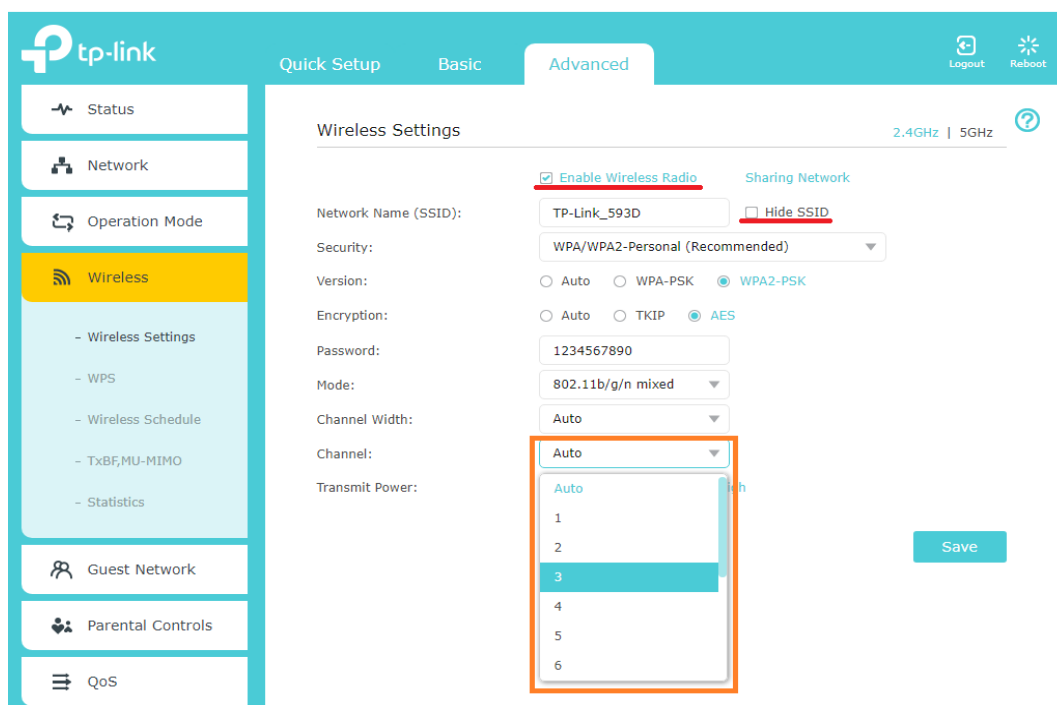 tp-link
Quick Setup Basic Advanced Logout Reboot
Status
Network
Operation Mode
Wireless
- Wireless Settings
- WPS
- Wireless Schedule
- TxBF,MU-MIMO
- Statistics
Guest Network
Parental Controls
QoS
Wireless Settings 2.4GHz | 5GHz
Enable Wireless Radio Sharing Network
Network Name (SSID): TP-Link_593D Hide SSID
Security: WPA/WPA2-Personal (Recommended)
Version: Auto WPA-PSK WPA2-PSK
Encryption: Auto TKIP AES
Password: 1234567890
Mode: 802.11b/g/n mixed
Channel Width: Auto
Channel: Auto
Transmit Power:
Auto
1
2
3
4
5
6
Save